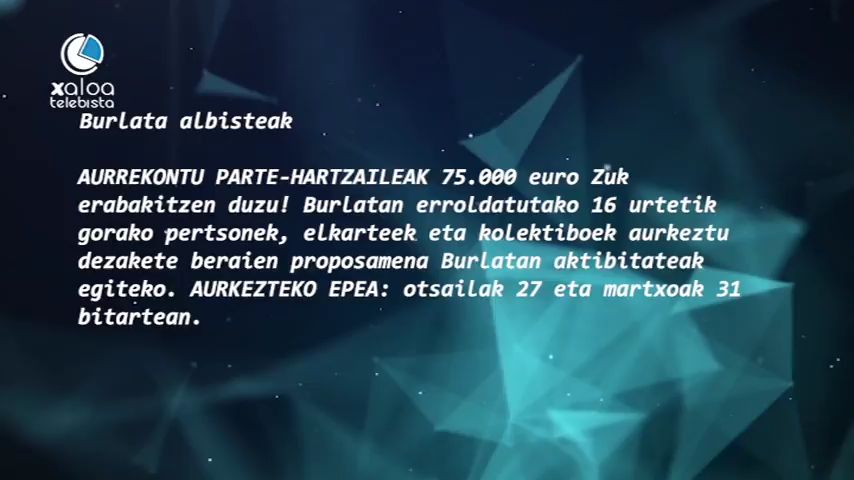 xaloa
telebista
Burlata albisteak
AURREKONTU PARTE-HARTZAILEAK 75.000 euro Zuk
erabakitzen duzu! Burlatan erroldatutako 16 urtetik
gorako pertsonek, elkarteek eta kolektiboek aurkeztu
dezakete beraien proposamena Burlatan aktibitateak
egiteko. AURKEZTEKO EPEA: otsailak 27 eta martxoak 31
bitartean.